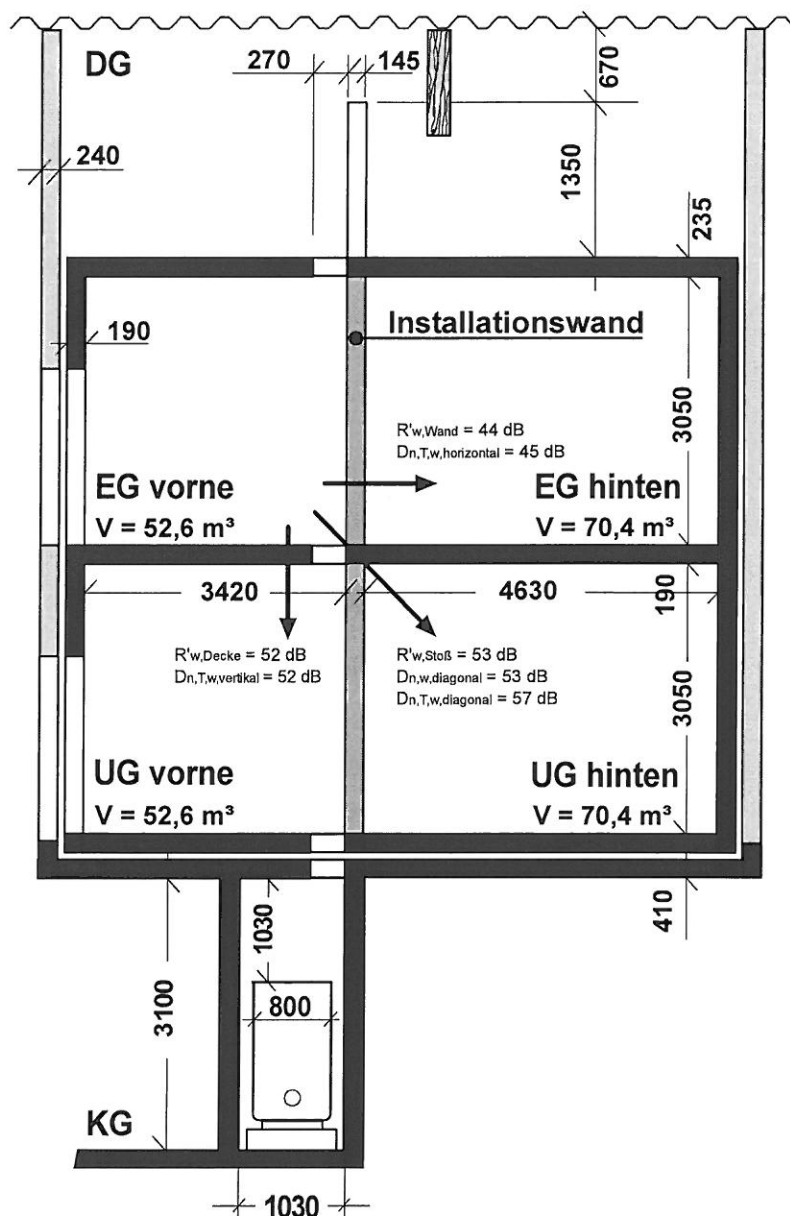 DG
270
145
670
240
1350
235
190
Installationswand
3050
R'w,Wand = 44 dB
Dn,T,w,horizontal = 45 dB
EG vorne
V = 52,6 m³
EG hinten
V = 70,4 m³
3420
4630
190
R'w,Decke = 52 dB
Dn,T,w,vertikal = 52 dB
R'w,Stoß = 53 dB
Dn,w,diagonal = 53 dB
Dn,T,w,diagonal = 57 dB
3050
UG vorne
V = 52,6 m³
UG hinten
V = 70,4 m³
410
1030
3100
800
KG
1030